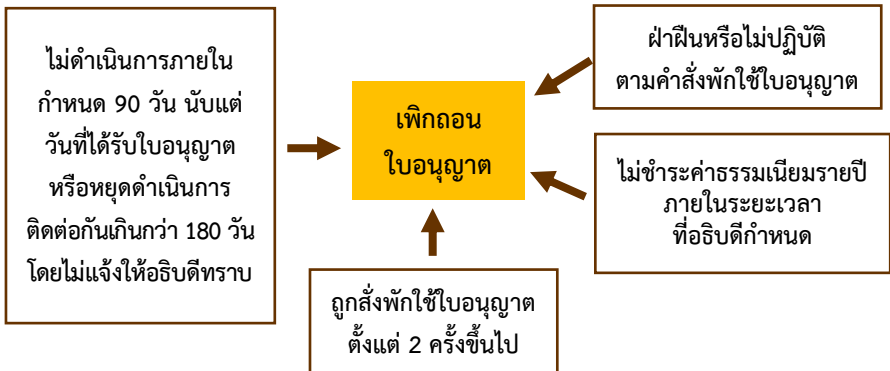 ไม่ดำเนินการภายใน
กำหนด 90 วัน นับแต่
วันที่ได้รับใบอนุญาต
หรือหยุดดำเนินการ
ติดต่อกันเกินกว่า 180 วัน
โดยไม่แจ้งให้อธิบดีทราบ
เพิกถอน
ใบอนุญาต
ฝ่าฝืนหรือไม่ปฏิบัติ
ตามคำสั่งพักใช้ใบอนุญาต
ไม่ชำระค่าธรรมเนียมรายปี
ภายในระยะเวลา
ที่อธิบดีกำหนด
ถูกสั่งพักใช้ใบอนุญาต
ตั้งแต่ 2 ครั้งขึ้นไป